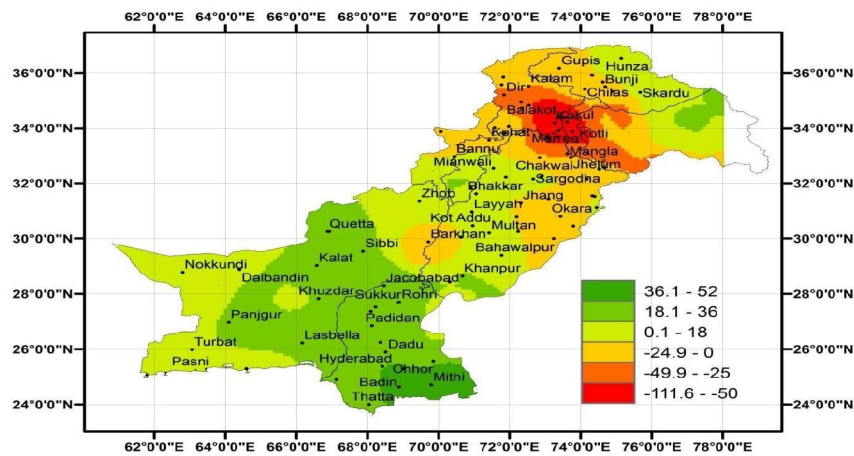 62°0'0"E 64°0'0"E 66°0'0"E 68°0'0"E 70°0'0"E 72°0'0"E 74°0'0"E 76°0'0"E 78°0'0"E
36°0'0"N
34°0'0"N
32°0'0"N
30°0'0"N
28°0'0"N
26°0'0"N
24°0'0"N
Gupis
Hunza
Kalam
Bunji
Dir
Chilas
Skardu
Balakot
Kakul
Kohat
Murree
Kotli
Bannu
Mangla
Mianwali
Chakwal
Jhelum
Sargodha
Zhob
Bhakkar
Jhang
Layyah
Okara
Kot Addu
Multan
Quetta
Barkhan
Sibbi
Bahawalpur
Kalat
Nokkundi
Dalbandin
Khanpur
Jacobabad
Khuzdar
Sukkur
Rohri
Panjgur
Padidan
Turbat
Lasbella
Dadu
Pasni
Hyderabad
Chhor
Badin
Mithi
Thatta
36.1 - 52
18.1 - 36
0.1 - 18
-24.9 - 0
-49.9 - -25
-111.6 - -50
36°0'0"N
34°0'0"N
32°0'0"N
30°0'0"N
28°0'0"N
26°0'0"N
24°0'0"N
62°0'0"E 64°0'0"E 66°0'0"E 68°0'0"E 70°0'0"E 72°0'0"E 74°0'0"E 76°0'0"E 78°0'0"E